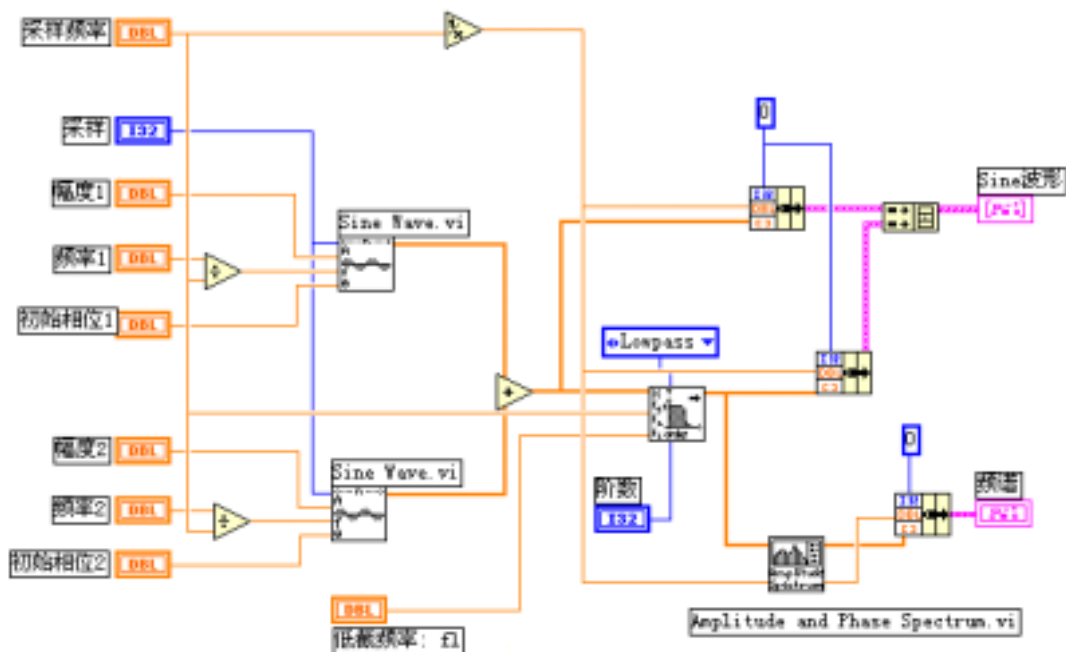 采样频率
DBL
采样
I32
幅度1
DBL
频率1
DBL
初始相位1
DBL
Sine Wave.vi
幅度2
DBL
频率2
DBL
初始相位2
DBL
Sine Wave.vi
DBL
低截频率: fl
Lowpass
阶数
I32
0
Sine波形
0
频谱
Amplitude and Phase Spectrum.vi